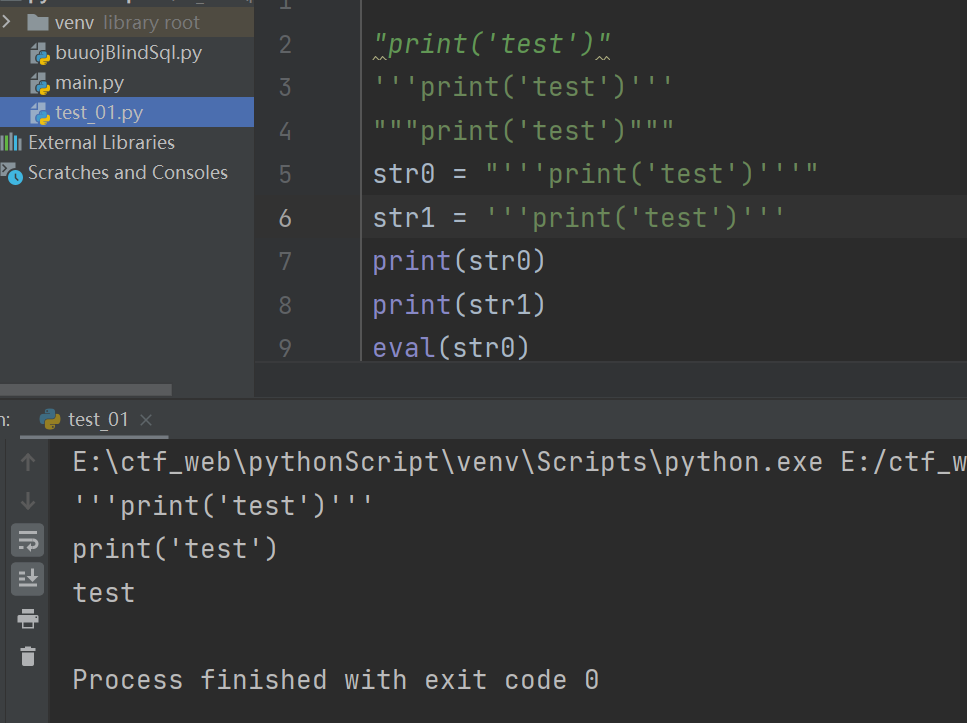 venv library root
buuojBlindSql.py
main.py
test_01.py
External Libraries
Scratches and Consoles
1
2 "print('test')"
3 '''print('test')'''
4 """print('test')"""
5 str0 = "'''print('test')'''"
6 str1 = '''print('test')'''
7 print(str0)
8 print(str1)
9 eval(str0)
test_01
E:\ctf_web\pythonScript\venv\Scripts\python.exe E:/ctf_w
'''print('test')'''
print('test')
test
Process finished with exit code 0